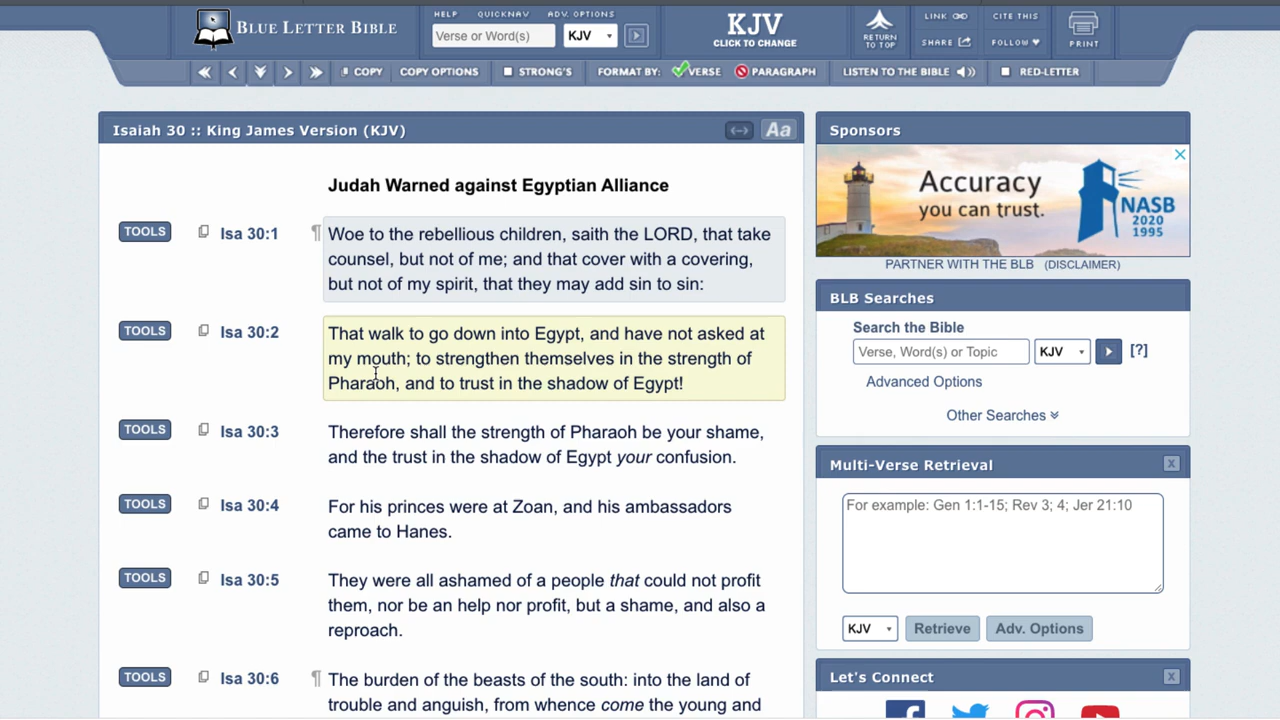 BLUE LETTER BIBLE
HELP QUICKNAV ADV. OPTIONS
Verse or Word(s) KJV
KJV
CLICK TO CHANGE
RETURN
TO TOP
LINK CITE THIS
SHARE FOLLOW
PRINT
COPY COPY OPTIONS STRONG'S FORMAT BY: VERSE PARAGRAPH LISTEN TO THE BIBLE RED-LETTER
Isaiah 30 :: King James Version (KJV) Aa
Judah Warned against Egyptian Alliance
TOOLS Isa 30:1 ¶ Woe to the rebellious children, saith the LORD, that take
counsel, but not of me; and that cover with a covering,
but not of my spirit, that they may add sin to sin:
TOOLS Isa 30:2 That walk to go down into Egypt, and have not asked at
my mouth; to strengthen themselves in the strength of
Pharaoh, and to trust in the shadow of Egypt!
TOOLS Isa 30:3 Therefore shall the strength of Pharaoh be your shame,
and the trust in the shadow of Egypt your confusion.
TOOLS Isa 30:4 For his princes were at Zoan, and his ambassadors
came to Hanes.
TOOLS Isa 30:5 They were all ashamed of a people that could not profit
them, nor be an help nor profit, but a shame, and also a
reproach.
TOOLS Isa 30:6 ¶ The burden of the beasts of the south: into the land of
trouble and anguish, from whence come the young and
Sponsors
Accuracy
you can trust.
NASB
2020
1995
PARTNER WITH THE BLB (DISCLAIMER)
BLB Searches
Search the Bible
Verse, Word(s) or Topic KJV [?]
Advanced Options
Other Searches
Multi-Verse Retrieval x
For example: Gen 1:1-15; Rev 3; 4; Jer 21:10
KJV Retrieve Adv. Options
Let's Connect x